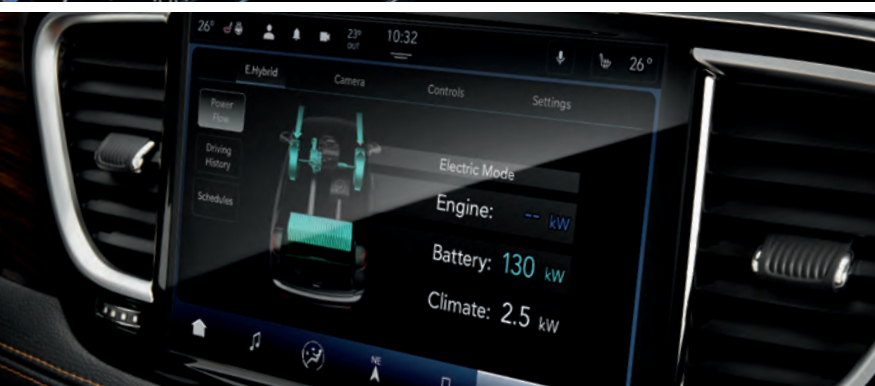 26°
23°
OUT
10:32
26°
E.Hybrid
Camera
Controls
Settings
Power
Flow
Driving
History
Schedules
Electric Mode
Engine: -- kW
Battery: 130 kW
Climate: 2.5 kW
NE